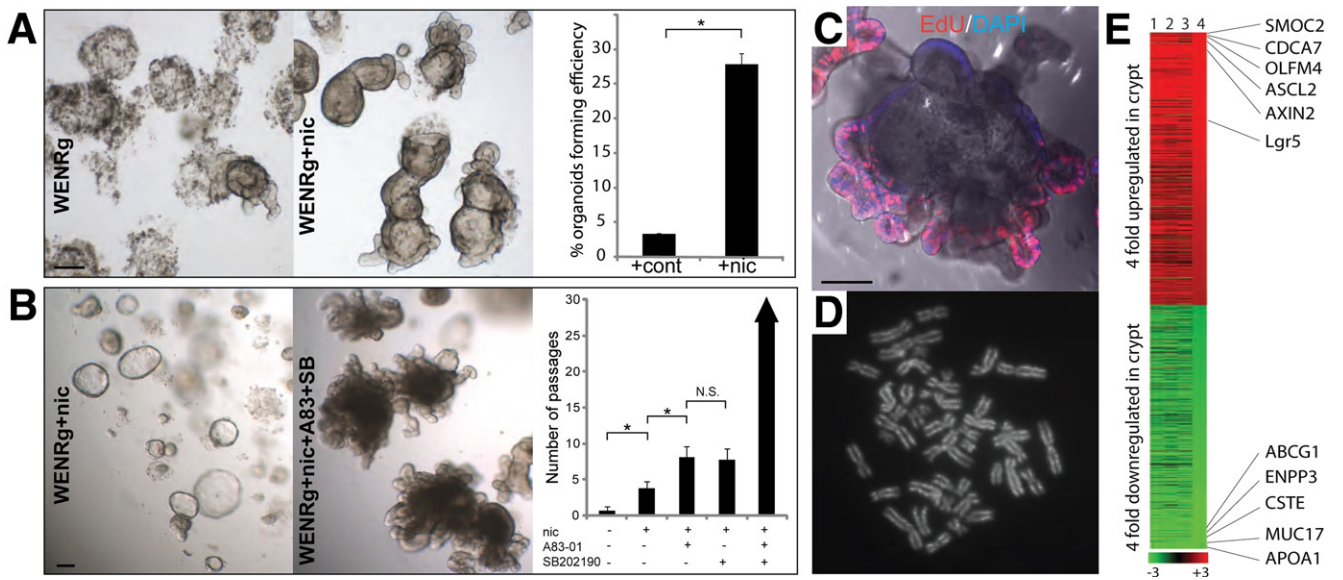 A
WENRg
WENRg+nic
% organoids forming efficiency
30
25
20
15
10
5
0
+cont
+nic
*
B
WENRg+nic
WENRg+nic+A83+SB
Number of passages
30
25
20
15
10
5
0
*
*
N.S.
nic - + + + +
A83-01 - - + - +
SB202190 - - - + +
C
EdU/DAPI
D
E
1 2 3 4
4 fold upregulated in crypt
4 fold downregulated in crypt
SMOC2
CDCA7
OLFM4
ASCL2
AXIN2
Lgr5
ABCG1
ENPP3
CSTE
MUC17
APOA1
-3 +3